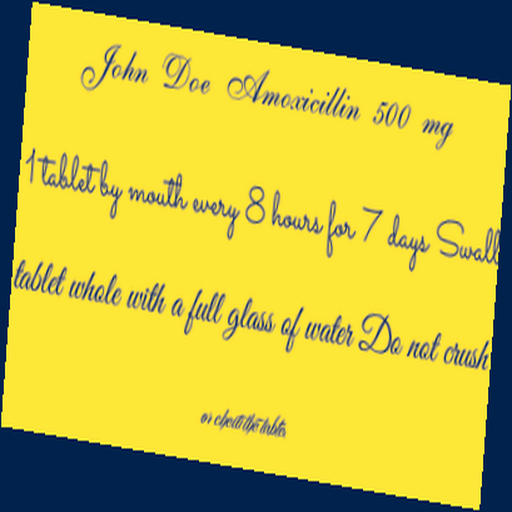 John Doe Amoxicillin 500 mg
1 tablet by mouth every 8 hours for 7 days Swall
tablet whole with a full glass of water Do not crush
or chew the tablet